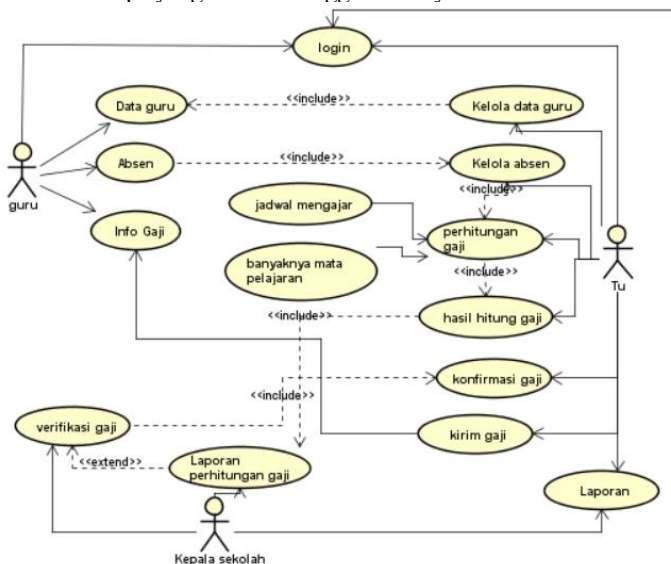 login
Data guru
<<include>>
Kelola data guru
Absen
<<include>>
Kelola absen
guru
<<include>>
jadwal mengajar
perhitungan
gaji
Info Gaji
banyaknya mata
pelajaran
<<include>>
Tu
<<include>>
hasil hitung gaji
konfirmasi gaji
<<include>>
verifikasi gaji
kirim gaji
<<extend>>
Laporan
perhitungan gaji
Laporan
Kepala sekolah